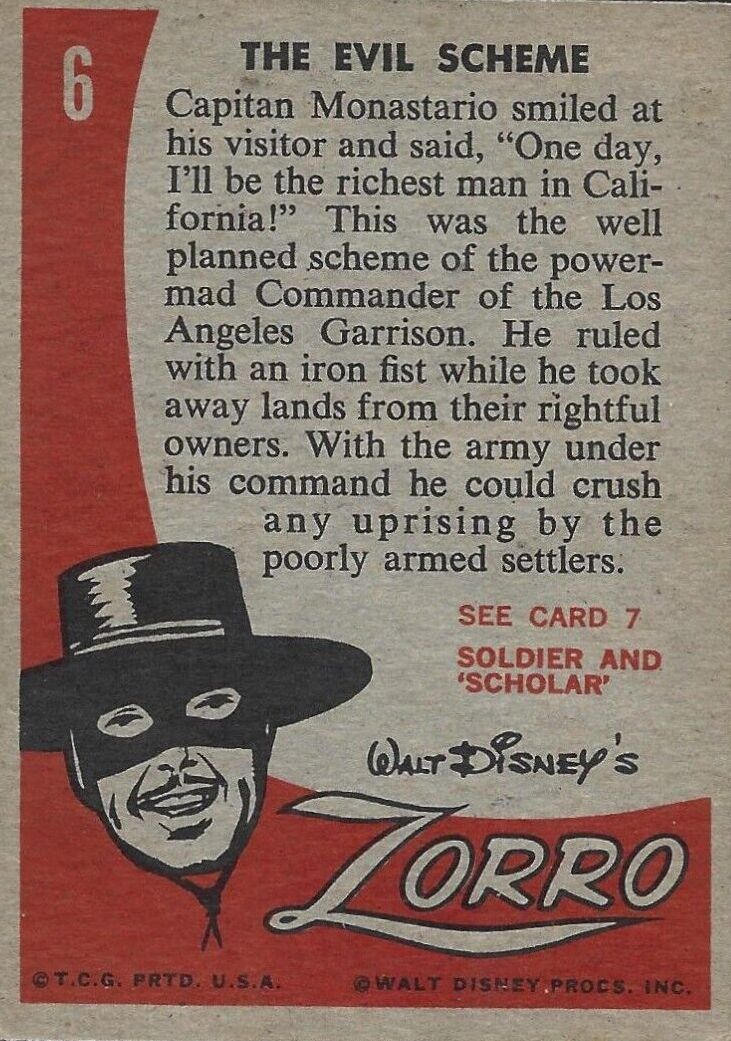 6
THE EVIL SCHEME
Capitan Monastario smiled at
his visitor and said, “One day,
I'll be the richest man in Cali-
fornia!” This was the well
planned scheme of the power-
mad Commander of the Los
Angeles Garrison. He ruled
with an iron fist while he took
away lands from their rightful
owners. With the army under
his command he could crush
any uprising by the
poorly armed settlers.
SEE CARD 7
SOLDIER AND
‘SCHOLAR’
WALT DISNEY'S
ZORRO
©T.C.G. PRTD. U.S.A.
©WALT DISNEY PROCS. INC.